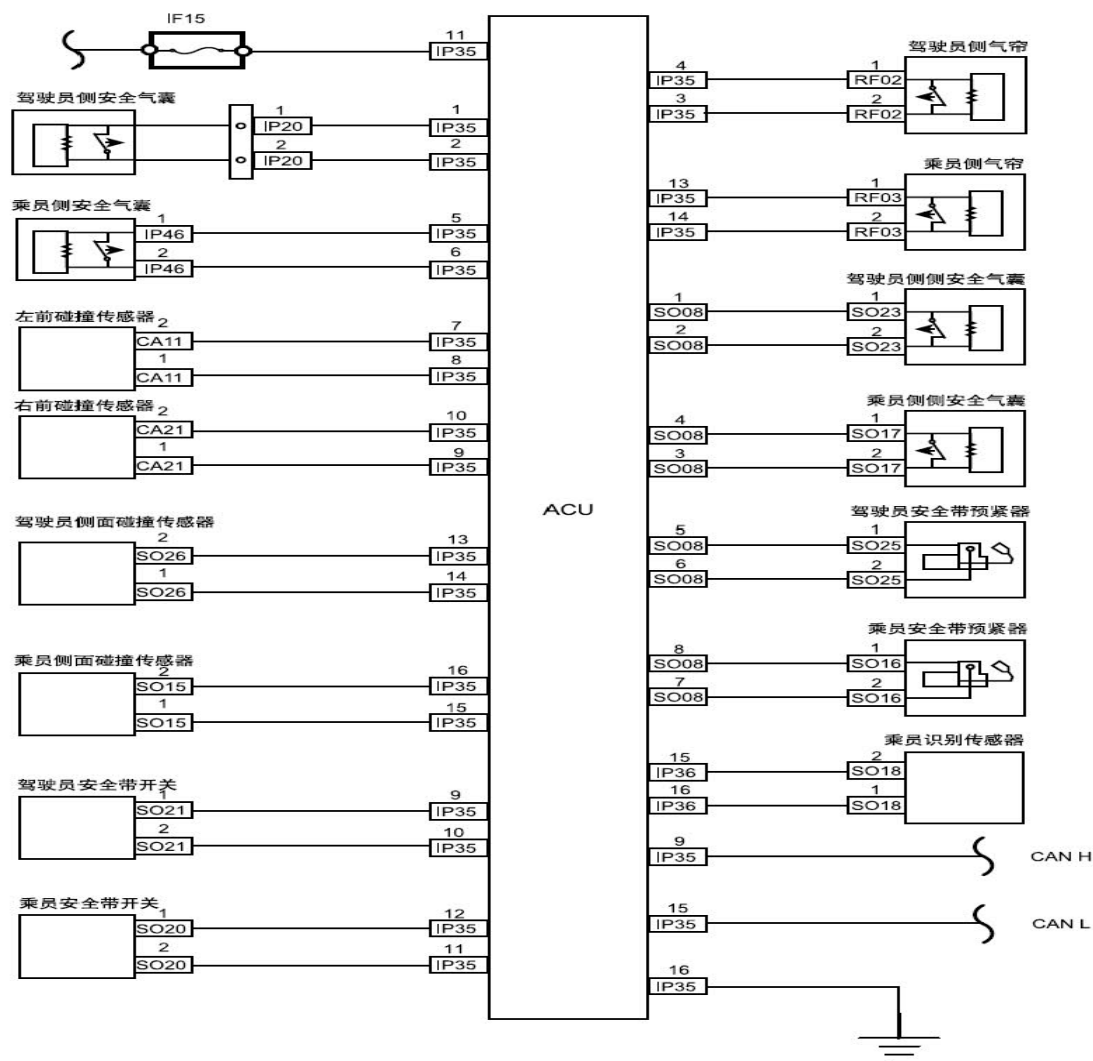 IF15
11
IP35
驾驶员侧安全气囊
1
IP20
1
IP35
2
IP20
2
IP35
乘员侧安全气囊
1
IP46
5
IP35
2
IP46
6
IP35
左前碰撞传感器
2
CA11
7
IP35
1
CA11
8
IP35
右前碰撞传感器
2
CA21
10
IP35
1
CA21
9
IP35
驾驶员侧面碰撞传感器
2
SO26
13
IP35
1
SO26
14
IP35
乘员侧面碰撞传感器
2
SO15
16
IP35
1
SO15
15
IP35
驾驶员安全带开关
1
SO21
9
IP35
2
SO21
10
IP35
乘员安全带开关
1
SO20
12
IP35
2
SO20
11
IP35
ACU
驾驶员侧气帘
4
IP35
1
RF02
3
IP35
2
RF02
乘员侧气帘
13
IP35
1
RF03
14
IP35
2
RF03
驾驶员侧侧安全气囊
1
SO08
1
SO23
2
SO08
2
SO23
乘员侧侧安全气囊
4
SO08
1
SO17
3
SO08
2
SO17
驾驶员安全带预紧器
5
SO08
1
SO25
6
SO08
2
SO25
乘员安全带预紧器
8
SO08
1
SO16
7
SO08
2
SO16
乘员识别传感器
15
IP36
2
SO18
16
IP36
1
SO18
9
IP35
CAN H
15
IP35
CAN L
16
IP35